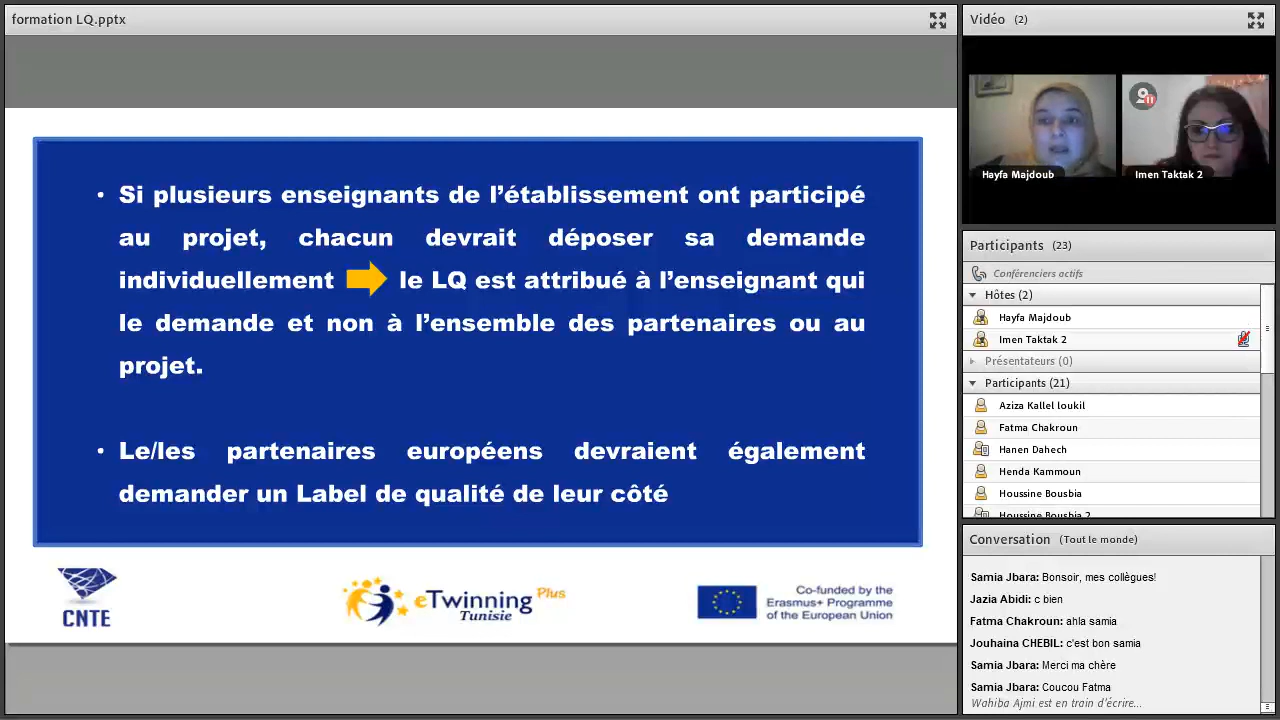 formation LQ.pptx
• Si plusieurs enseignants de l’établissement ont participé
au projet, chacun devrait déposer sa demande
individuellement le LQ est attribué à l’enseignant qui
le demande et non à l’ensemble des partenaires ou au
projet.
• Le/les partenaires européens devraient également
demander un Label de qualité de leur côté
CNTE
eTwinning Plus
Tunisie
Co-funded by the
Erasmus+ Programme
of the European Union
Vidéo (2)
Hayfa Majdoub
Imen Taktak 2
Participants (23)
Conférenciers actifs
Hôtes (2)
Hayfa Majdoub
Imen Taktak 2
Présentateurs (0)
Participants (21)
Aziza Kallel loukil
Fatma Chakroun
Hanen Dahech
Henda Kammoun
Houssine Bousbia
Houssine Bousbia 2
Conversation (Tout le monde)
Samia Jbara: Bonsoir, mes collègues!
Jazia Abidi: c bien
Fatma Chakroun: ahla samia
Jouhaina CHEBIL: c'est bon samia
Samia Jbara: Merci ma chère
Samia Jbara: Coucou Fatma
Wahiba Ajmi est en train d'écrire...